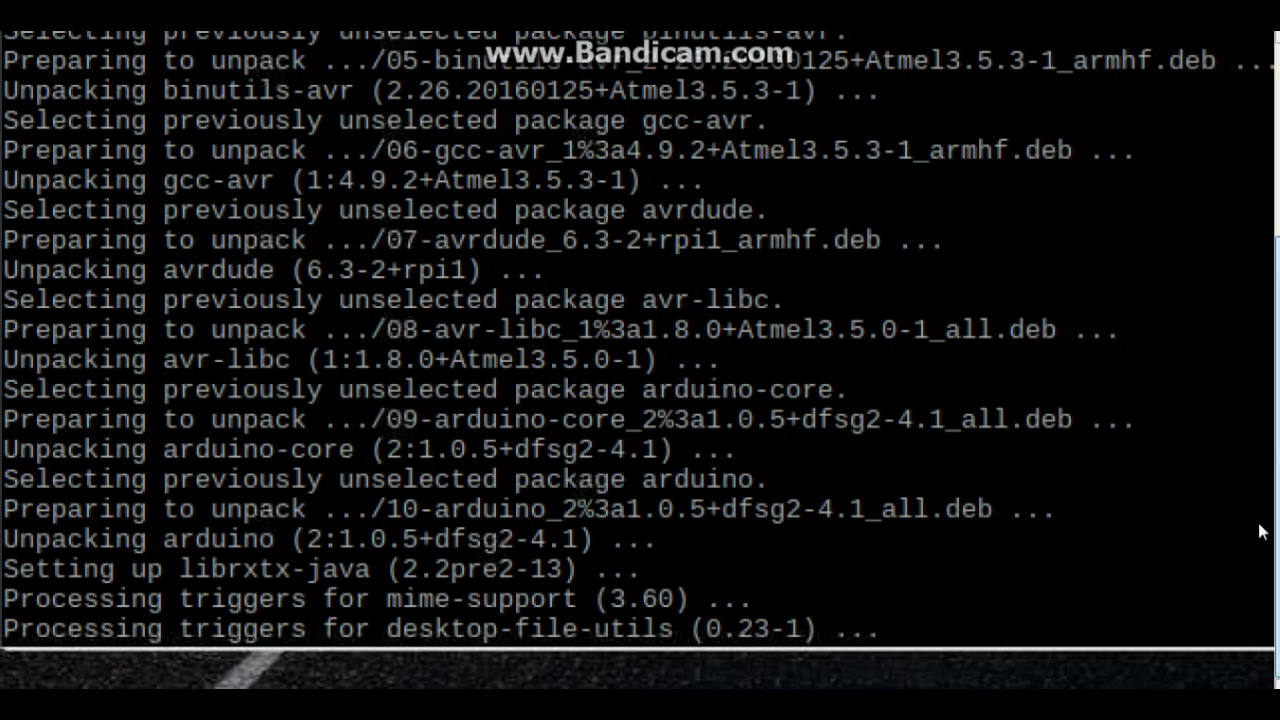 Selecting previously unselected package binutils-avr.
www.Bandicam.com
Preparing to unpack .../05-binutils-avr_2.26.20160125+Atmel3.5.3-1_armhf.deb ...
Unpacking binutils-avr (2.26.20160125+Atmel3.5.3-1) ...
Selecting previously unselected package gcc-avr.
Preparing to unpack .../06-gcc-avr_1%3a4.9.2+Atmel3.5.3-1_armhf.deb ...
Unpacking gcc-avr (1:4.9.2+Atmel3.5.3-1) ...
Selecting previously unselected package avrdude.
Preparing to unpack .../07-avrdude_6.3-2+rpi1_armhf.deb ...
Unpacking avrdude (6.3-2+rpi1) ...
Selecting previously unselected package avr-libc.
Preparing to unpack .../08-avr-libc_1%3a1.8.0+Atmel3.5.0-1_all.deb ...
Unpacking avr-libc (1:1.8.0+Atmel3.5.0-1) ...
Selecting previously unselected package arduino-core.
Preparing to unpack .../09-arduino-core_2%3a1.0.5+dfsg2-4.1_all.deb ...
Unpacking arduino-core (2:1.0.5+dfsg2-4.1) ...
Selecting previously unselected package arduino.
Preparing to unpack .../10-arduino_2%3a1.0.5+dfsg2-4.1_all.deb ...
Unpacking arduino (2:1.0.5+dfsg2-4.1) ...
Setting up librxtx-java (2.2pre2-13) ...
Processing triggers for mime-support (3.60) ...
Processing triggers for desktop-file-utils (0.23-1) ...